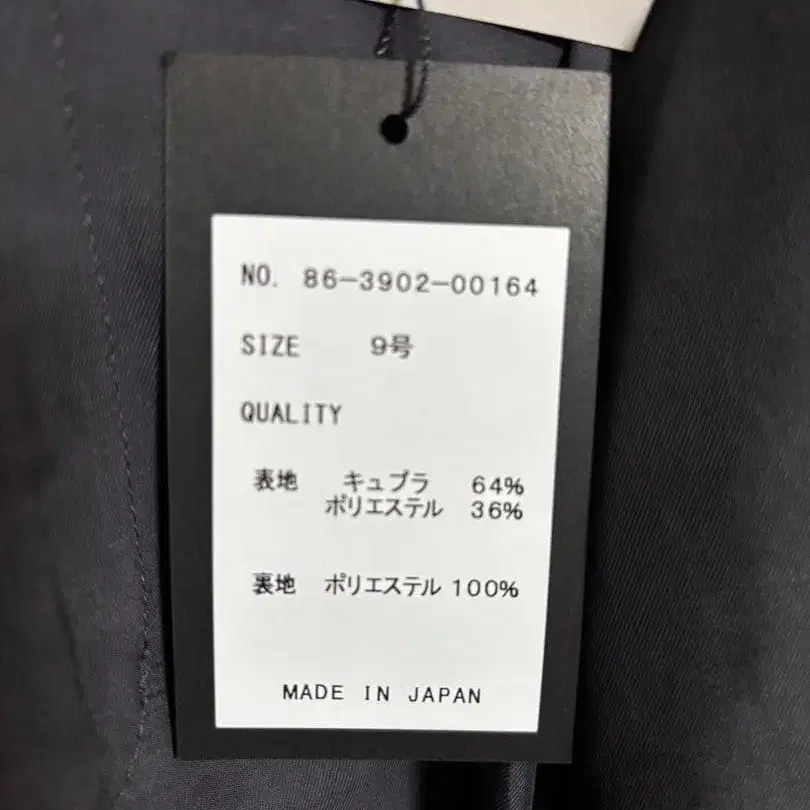 NO. 86-3902-00164
SIZE 9号
QUALITY
表地 キュプラ 64%
ポリエステル 36%
裏地 ポリエステル 100%
MADE IN JAPAN